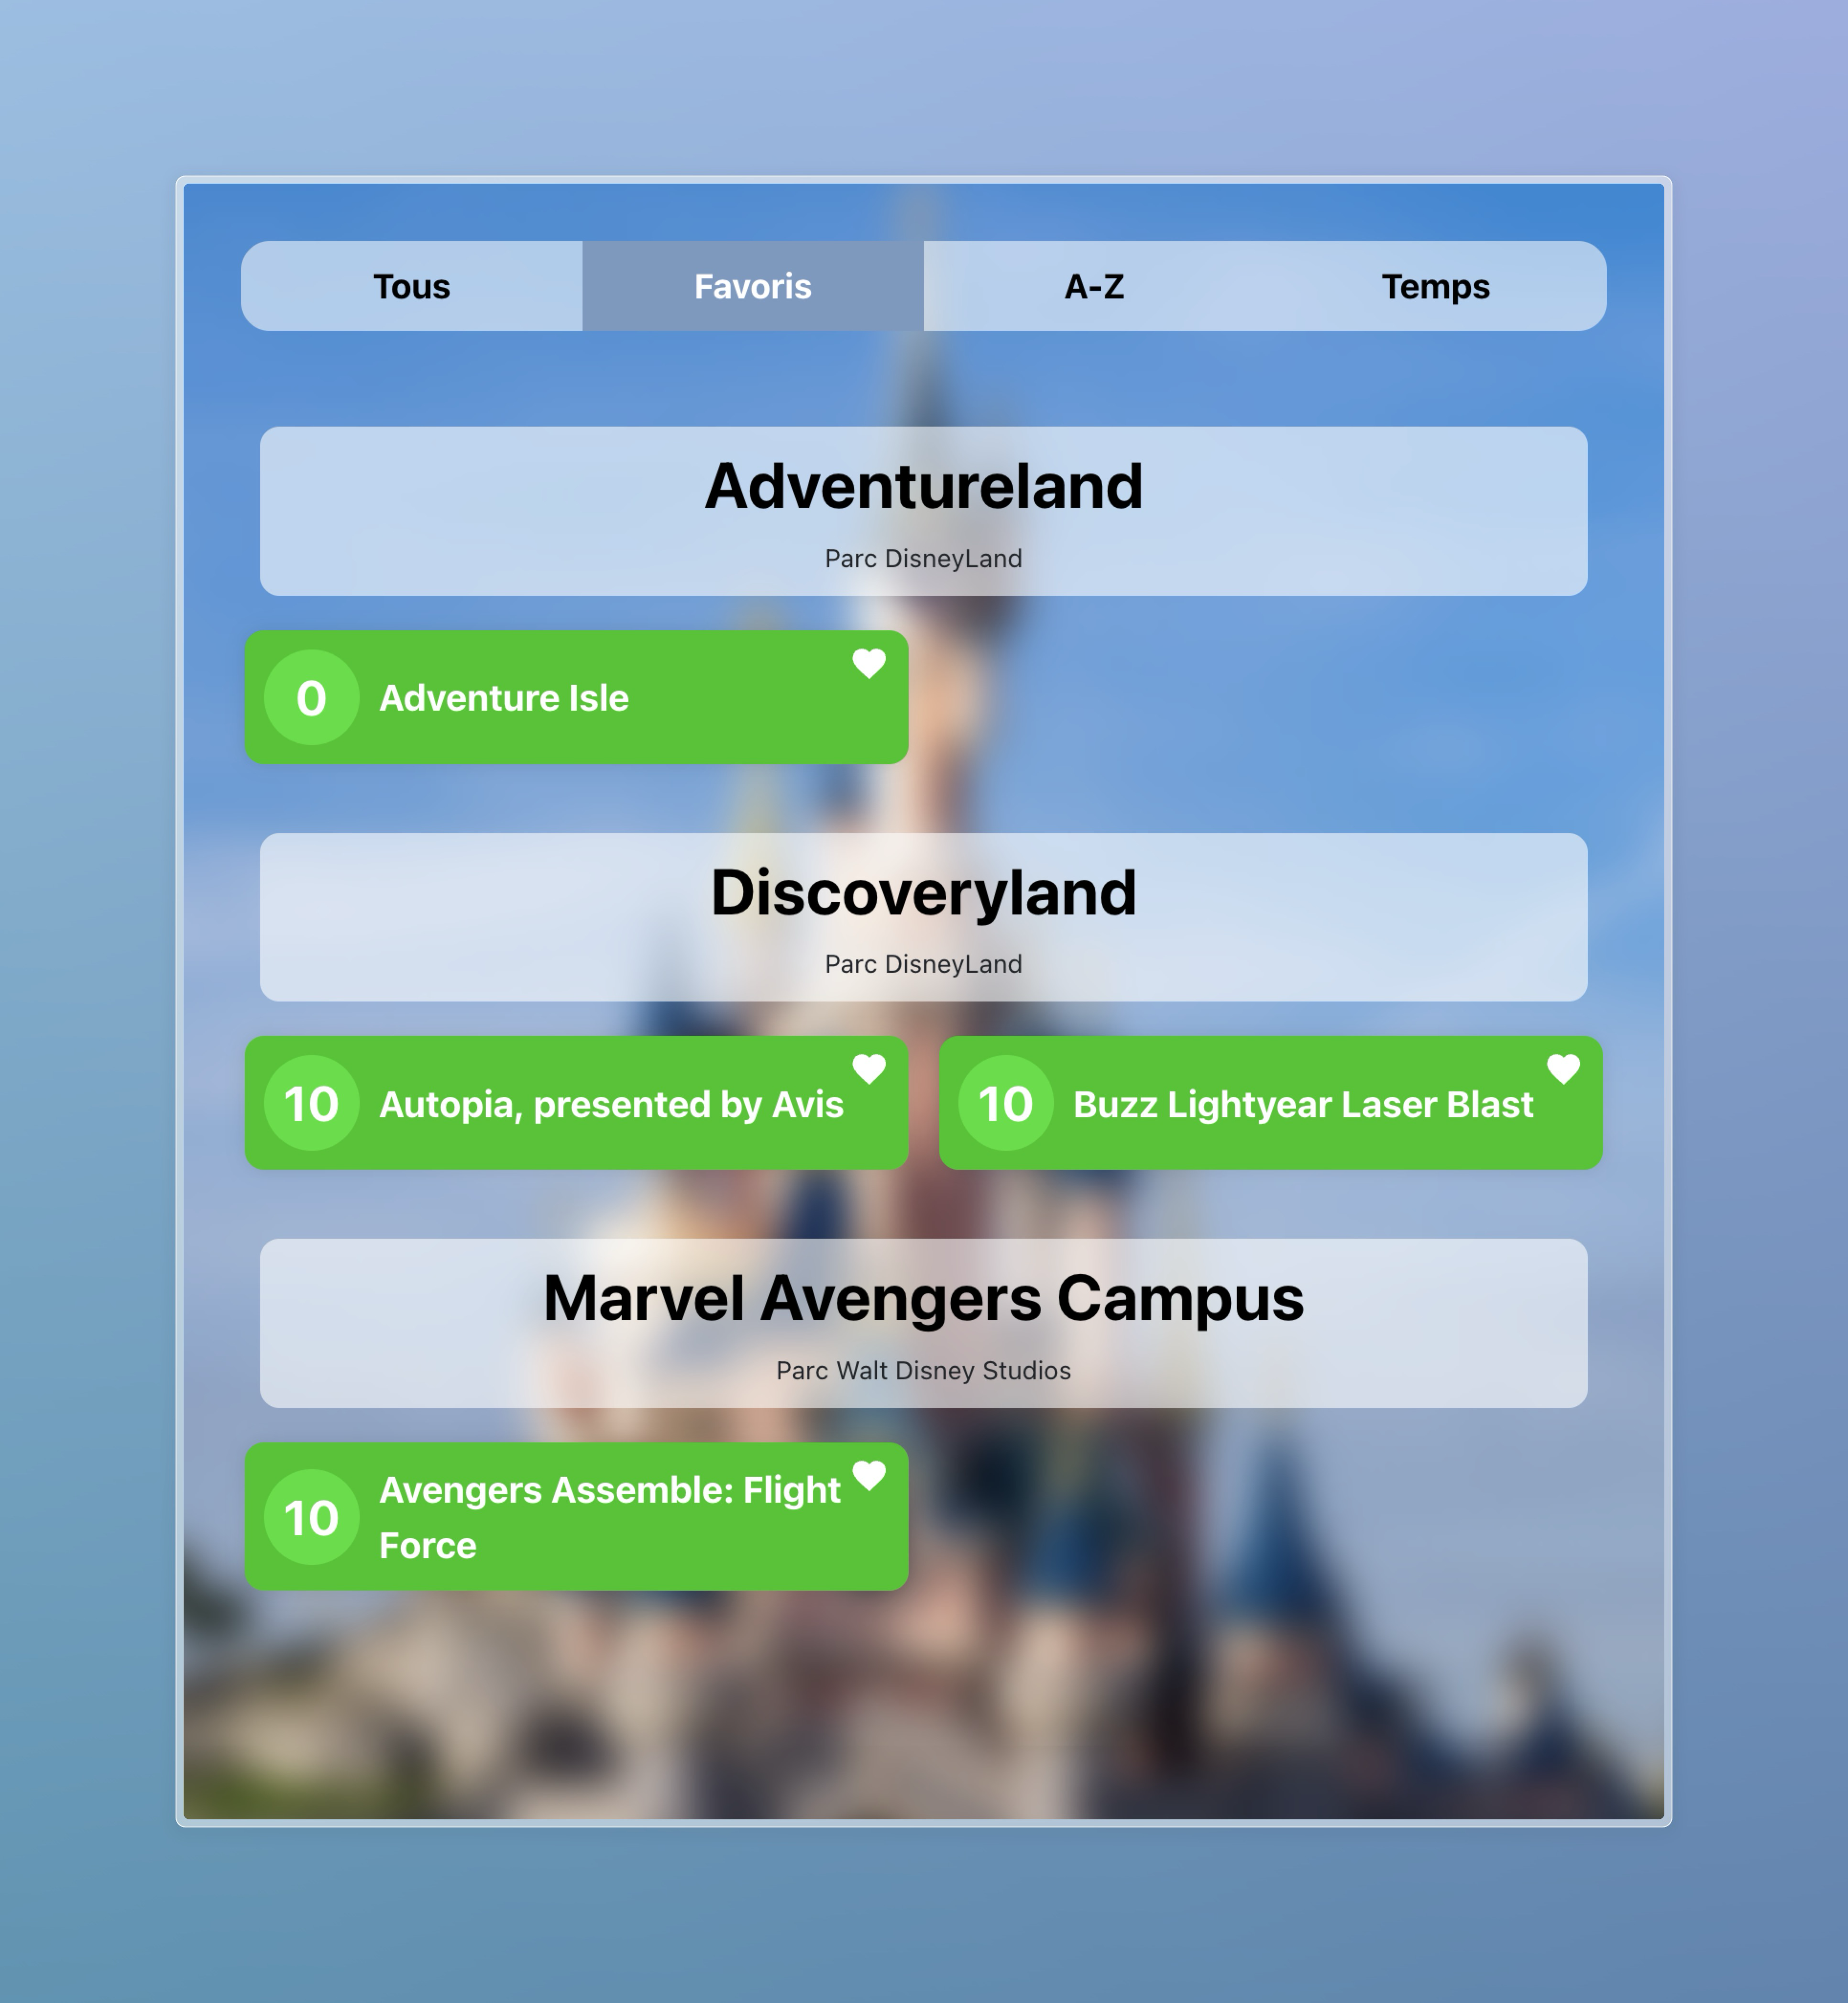 Tous Favoris A-Z Temps
Adventureland
Parc DisneyLand
0 Adventure Isle
Discoveryland
Parc DisneyLand
10 Autopia, presented by Avis
10 Buzz Lightyear Laser Blast
Marvel Avengers Campus
Parc Walt Disney Studios
10 Avengers Assemble: Flight
Force